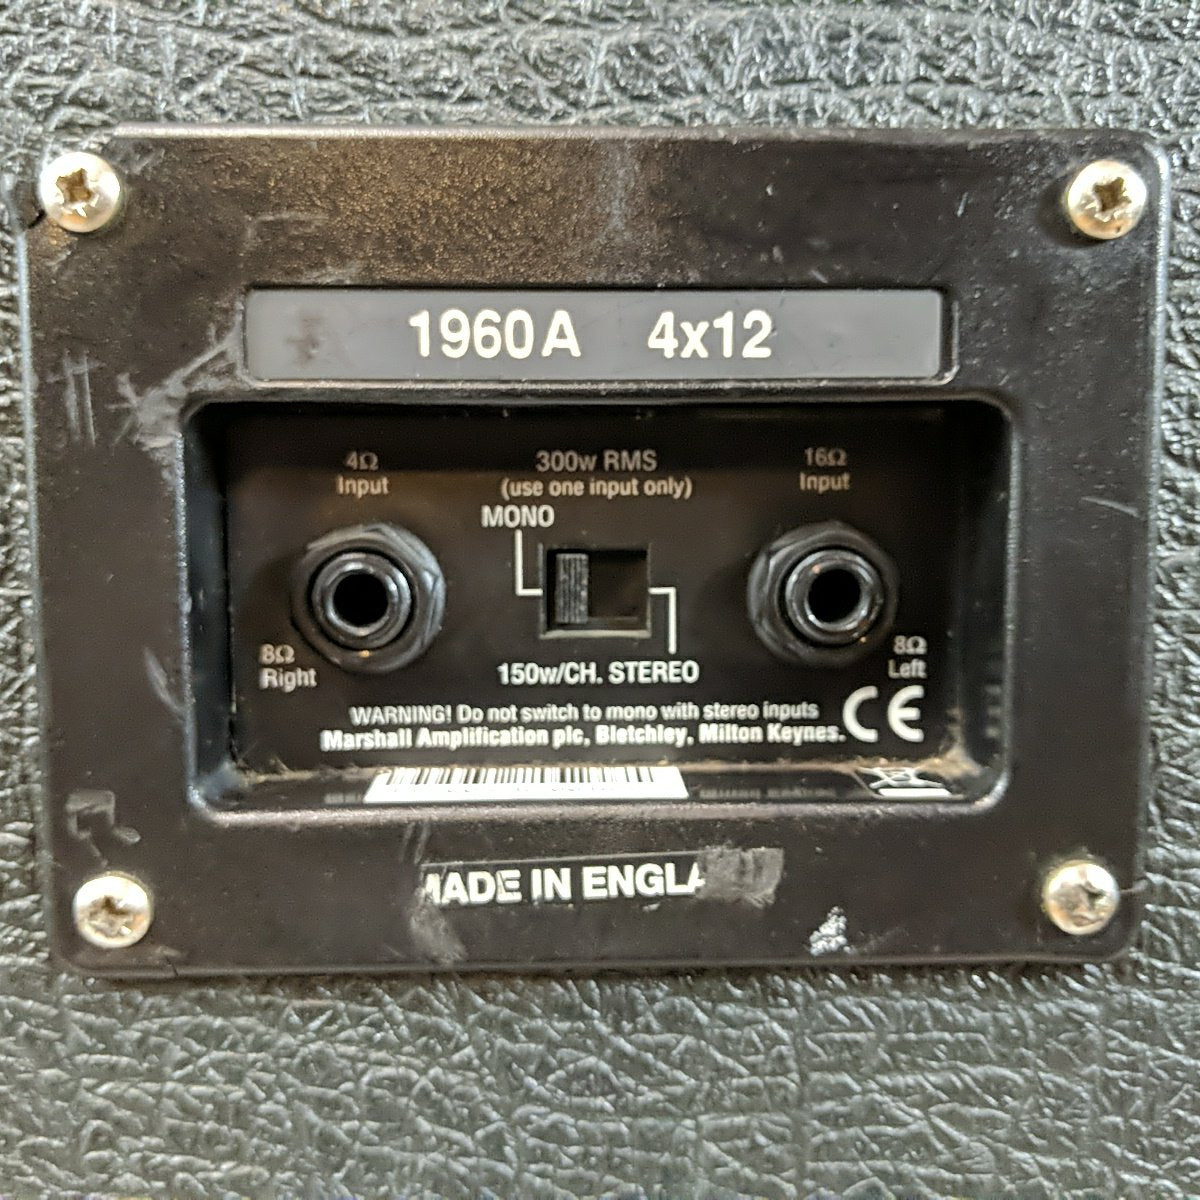 1960A 4x12
4Ω
Input
300w RMS
(use one input only)
16Ω
Input
MONO
8Ω
Right
150w/CH. STEREO
8Ω
Left
WARNING! Do not switch to mono with stereo inputs
Marshall Amplification plc, Bletchley, Milton Keynes.
CE
MADE IN ENGLA